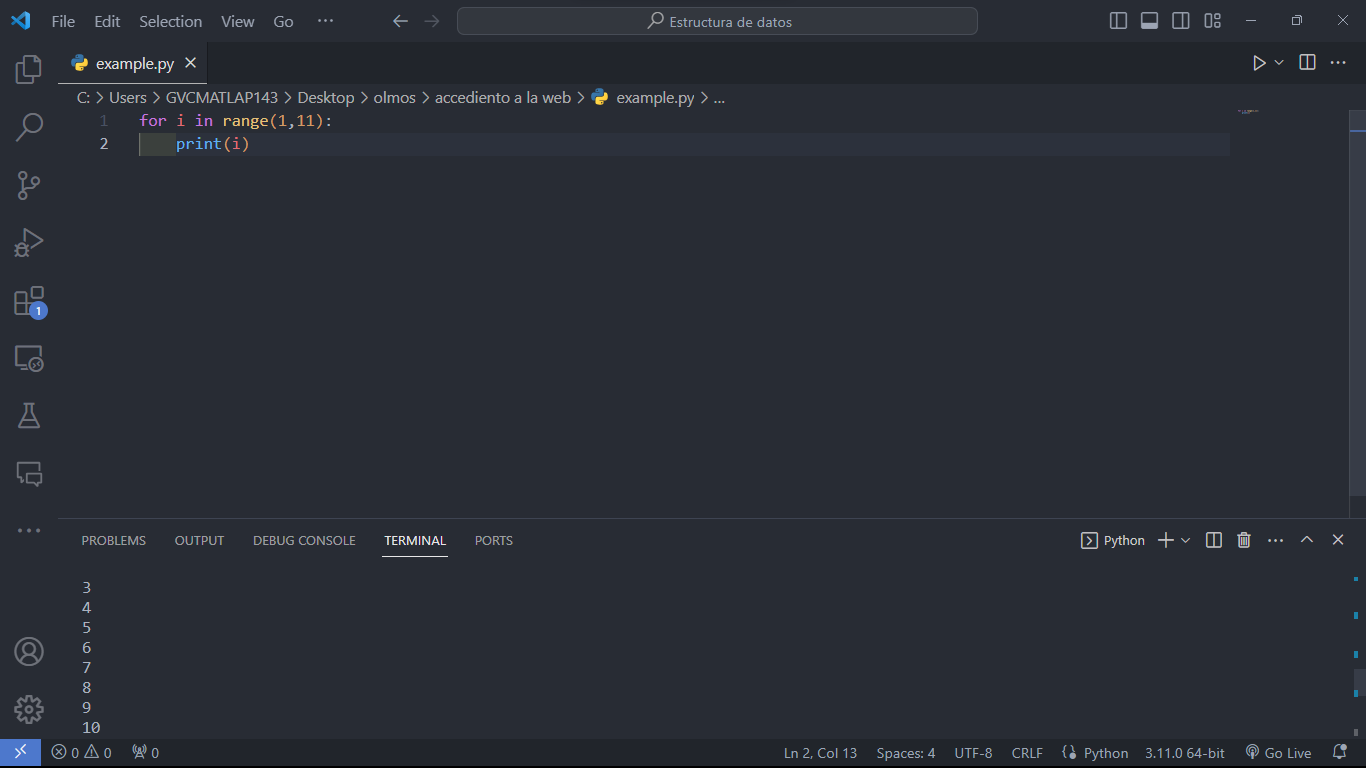 File Edit Selection View Go ··· Estructura de datos
example.py
C: > Users > GVCMATLAP143 > Desktop > olmos > accediento a la web > example.py > ...
1 for i in range(1,11):
2 print(i)
1
PROBLEMS OUTPUT DEBUG CONSOLE TERMINAL PORTS Python
3
4
5
6
7
8
9
10
0 0 0 Ln 2, Col 13 Spaces: 4 UTF-8 CRLF Python 3.11.0 64-bit Go Live